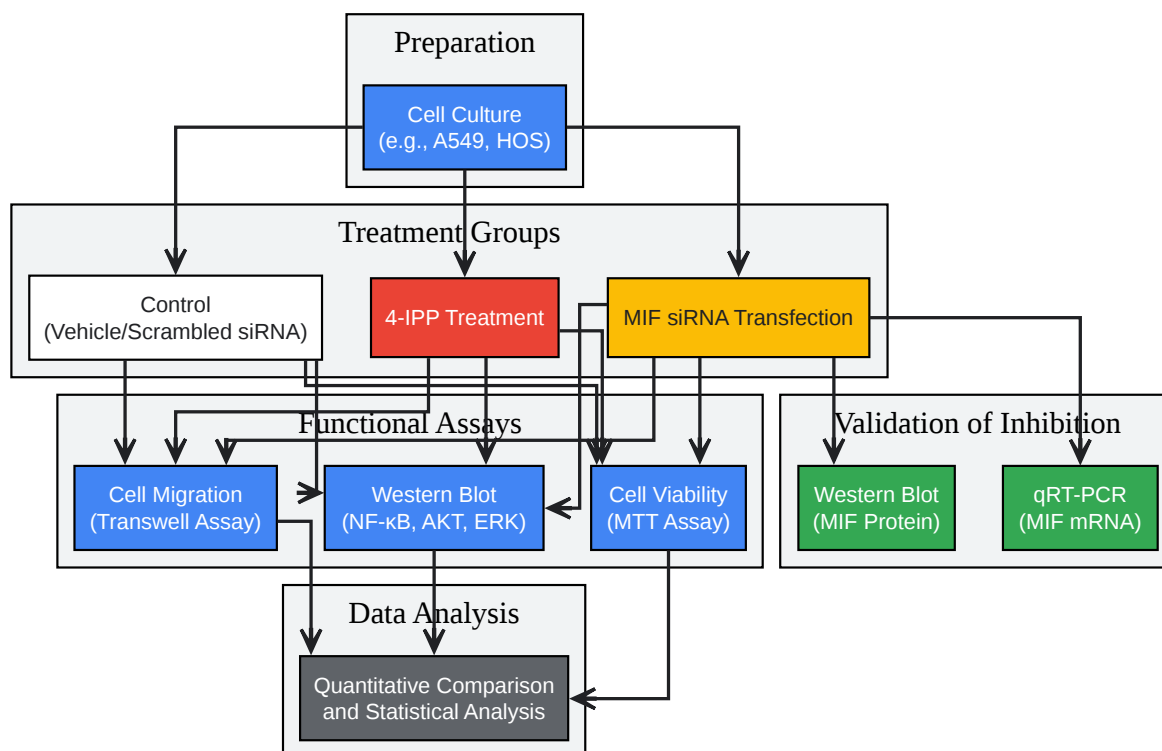 Preparation
Cell Culture
(e.g., A549, HOS)
Treatment Groups
Control
(Vehicle/Scrambled siRNA)
4-IPP Treatment
MIF siRNA Transfection
Functional Assays
Validation of Inhibition
Cell Migration
(Transwell Assay)
Western Blot
(NF-κB, AKT, ERK)
Cell Viability
(MTT Assay)
Western Blot
(MIF Protein)
qRT-PCR
(MIF mRNA)
Data Analysis
Quantitative Comparison
and Statistical Analysis